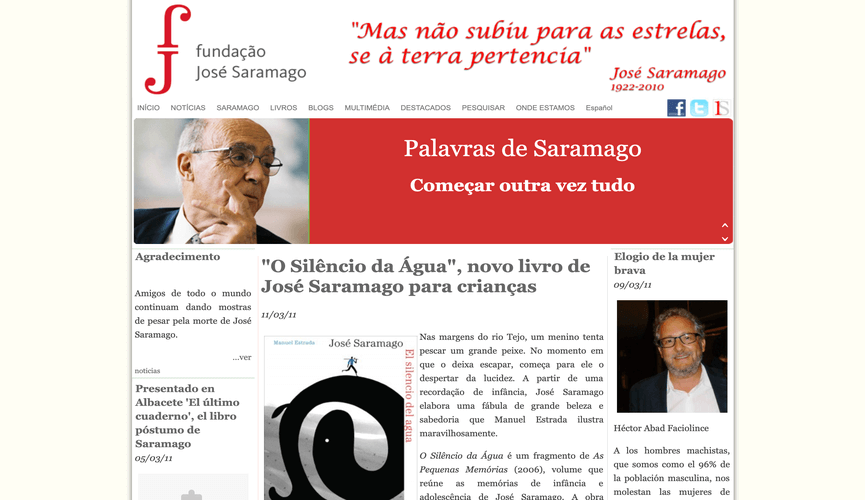 fundação
José Saramago
"Mas não subiu para as estrelas,
se à terra pertencia"
José Saramago
1922-2010
INÍCIO NOTÍCIAS SARAMAGO LIVROS BLOGS MULTIMÉDIA DESTACADOS PESQUISAR ONDE ESTAMOS Español
Palavras de Saramago
Começar outra vez tudo
Agradecimento
Amigos de todo o mundo
continuam dando mostras
de pesar pela morte de José
Saramago.
...ver
noticias
Presentado en
Albacete 'El último
cuaderno', el libro
póstumo de
Saramago
05/03/11
"O Silêncio da Água", novo livro de
José Saramago para crianças
11/03/11
Manuel Estrada José Saramago
El silencio del agua
Nas margens do rio Tejo, um menino tenta
pescar um grande peixe. No momento em
que o deixa escapar, começa para ele o
despertar da lucidez. A partir de uma
recordação de infância, José Saramago
elabora uma fábula de grande beleza e
sabedoria que Manuel Estrada ilustra
maravilhosamente.
O Silêncio da Água é um fragmento de As
Pequenas Memórias (2006), volume que
reúne as memórias de infância e
adolescência de José Saramago. A obra
Elogio de la mujer
brava
09/03/11
Héctor Abad Faciolince
A los hombres machistas,
que somos como el 96% de
la población masculina, nos
molestan las mujeres de